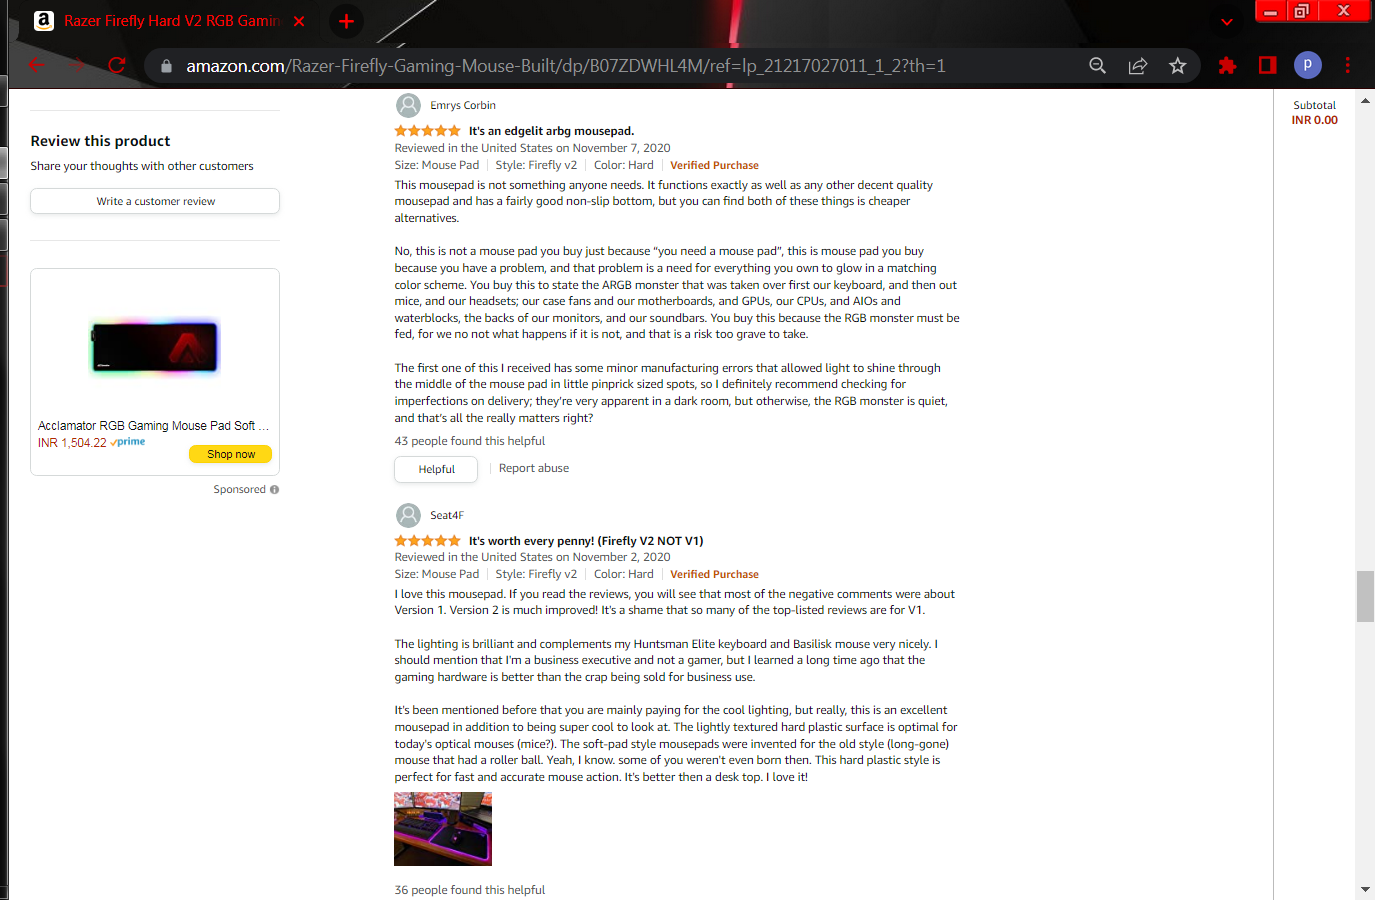 Razer Firefly Hard V2 RGB Gamin
amazon.com/Razer-Firefly-Gaming-Mouse-Built/dp/B07ZDWHL4M/ref=lp_21217027011_1_2?th=1
p
Subtotal
INR 0.00
Review this product
Share your thoughts with other customers
Write a customer review
Acclamator RGB Gaming Mouse Pad Soft ...
INR 1,504.22 prime
Shop now
Sponsored
Emrys Corbin
It's an edgelit arbg mousepad.
Reviewed in the United States on November 7, 2020
Size: Mouse Pad | Style: Firefly v2 | Color: Hard | Verified Purchase
This mousepad is not something anyone needs. It functions exactly as well as any other decent quality
mousepad and has a fairly good non-slip bottom, but you can find both of these things is cheaper
alternatives.
No, this is not a mouse pad you buy just because “you need a mouse pad”, this is mouse pad you buy
because you have a problem, and that problem is a need for everything you own to glow in a matching
color scheme. You buy this to state the ARGB monster that was taken over first our keyboard, and then out
mice, and our headsets; our case fans and our motherboards, and GPUs, our CPUs, and AIOs and
waterblocks, the backs of our monitors, and our soundbars. You buy this because the RGB monster must be
fed, for we no not what happens if it is not, and that is a risk too grave to take.
The first one of this I received has some minor manufacturing errors that allowed light to shine through
the middle of the mouse pad in little pinprick sized spots, so I definitely recommend checking for
imperfections on delivery; they’re very apparent in a dark room, but otherwise, the RGB monster is quiet,
and that’s all the really matters right?
43 people found this helpful
Helpful | Report abuse
Seat4F
It's worth every penny! (Firefly V2 NOT V1)
Reviewed in the United States on November 2, 2020
Size: Mouse Pad | Style: Firefly v2 | Color: Hard | Verified Purchase
I love this mousepad. If you read the reviews, you will see that most of the negative comments were about
Version 1. Version 2 is much improved! It's a shame that so many of the top-listed reviews are for V1.
The lighting is brilliant and complements my Huntsman Elite keyboard and Basilisk mouse very nicely. I
should mention that I'm a business executive and not a gamer, but I learned a long time ago that the
gaming hardware is better than the crap being sold for business use.
It's been mentioned before that you are mainly paying for the cool lighting, but really, this is an excellent
mousepad in addition to being super cool to look at. The lightly textured hard plastic surface is optimal for
today's optical mouses (mice?). The soft-pad style mousepads were invented for the old style (long-gone)
mouse that had a roller ball. Yeah, I know. some of you weren't even born then. This hard plastic style is
perfect for fast and accurate mouse action. It's better then a desk top. I love it!
36 people found this helpful